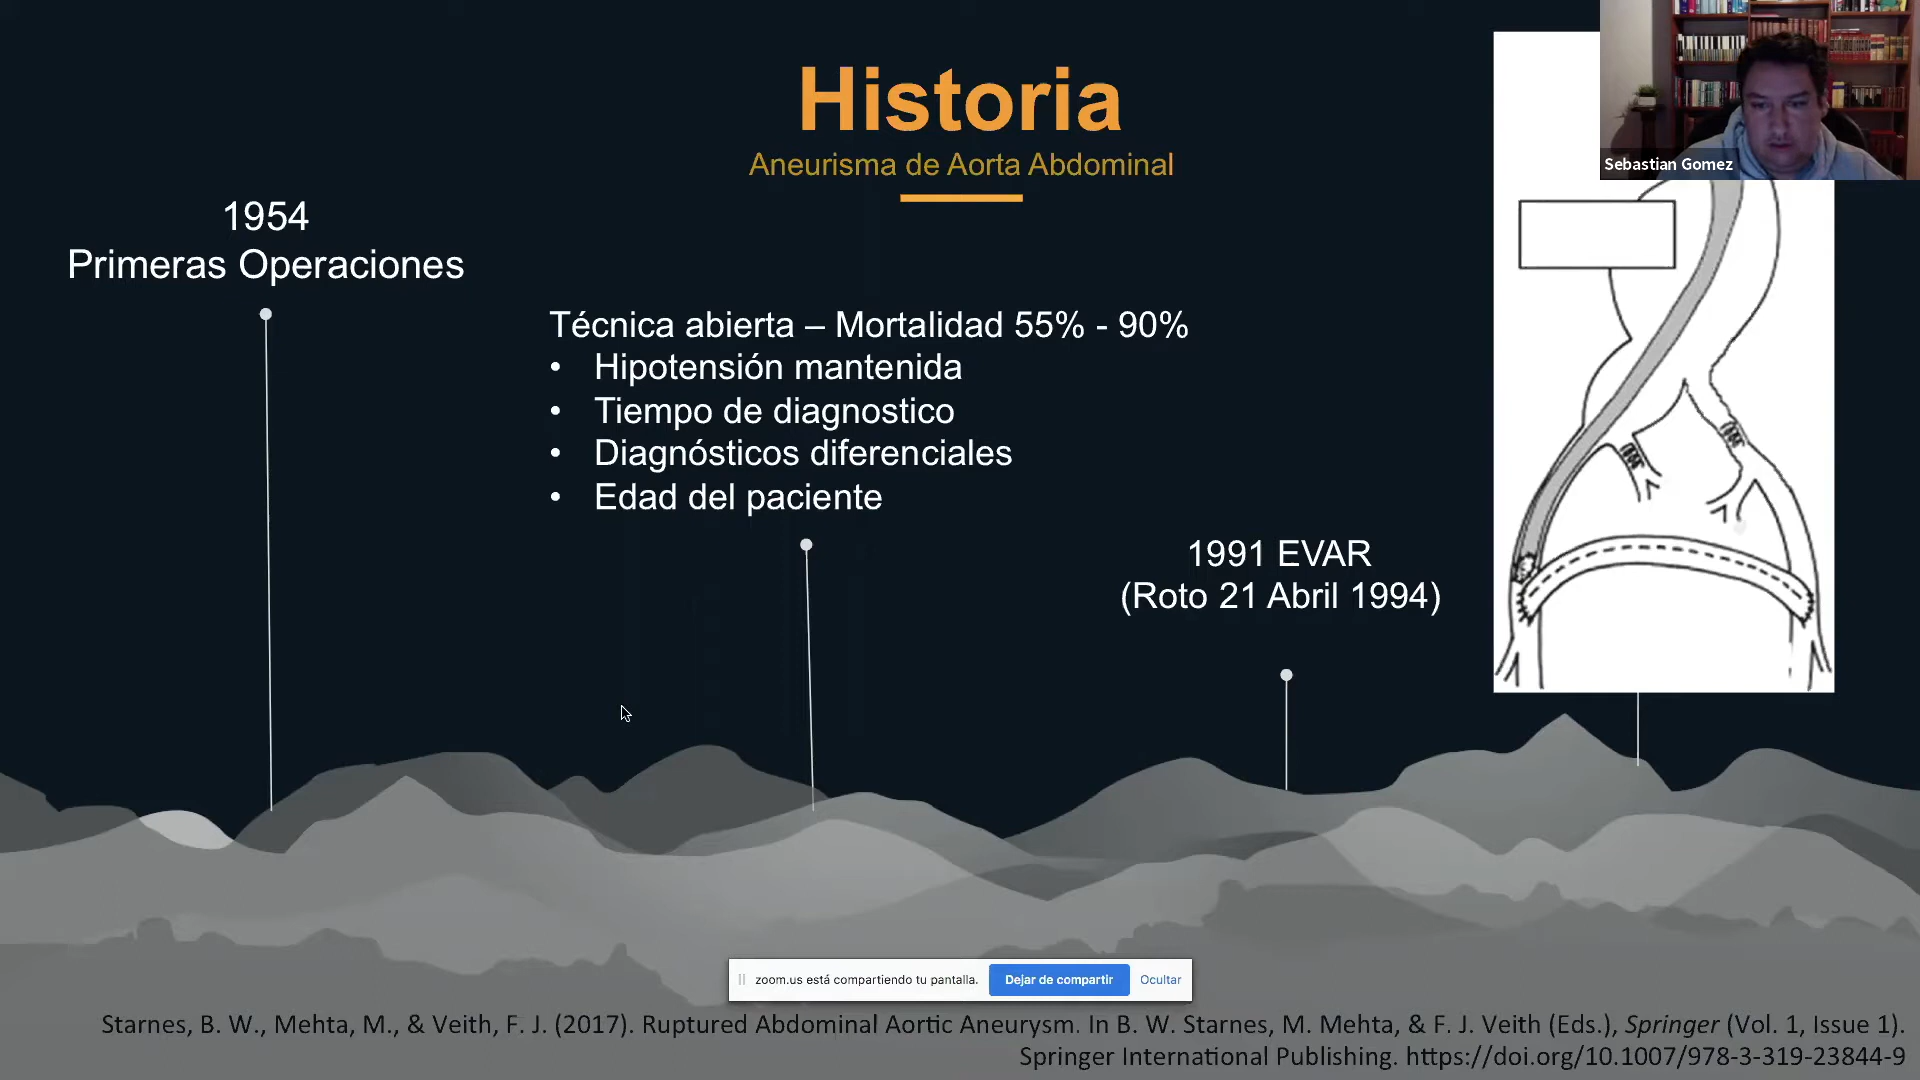 Historia
Aneurisma de Aorta Abdominal
Sebastian Gomez
1954
Primeras Operaciones
Técnica abierta – Mortalidad 55% - 90%
• Hipotensión mantenida
• Tiempo de diagnostico
• Diagnósticos diferenciales
• Edad del paciente
1991 EVAR
(Roto 21 Abril 1994)
zoom.us está compartiendo tu pantalla. Dejar de compartir Ocultar
Starnes, B. W., Mehta, M., & Veith, F. J. (2017). Ruptured Abdominal Aortic Aneurysm. In B. W. Starnes, M. Mehta, & F. J. Veith (Eds.), Springer (Vol. 1, Issue 1).
Springer International Publishing. https://doi.org/10.1007/978-3-319-23844-9